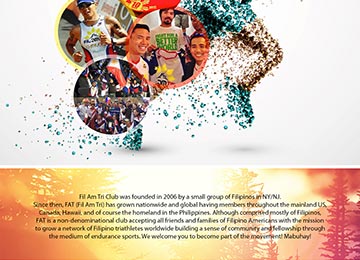 Fil Am Tri Club was founded in 2006 by a small group of Filipinos in NY/NJ.
Since then, FAT (Fil Am Tri) has grown nationwide and global having members throughout the mainland US,
Canada, Hawaii, and of course the homeland in the Philippines. Although comprised mostly of Filipinos,
FAT is a non-denominational club accepting all friends and families of Filipino Americans with the mission
to grow a network of Filipino triathletes worldwide building a sense of community and fellowship through
the medium of endurance sports. We welcome you to become part of the movement! Mabuhay!